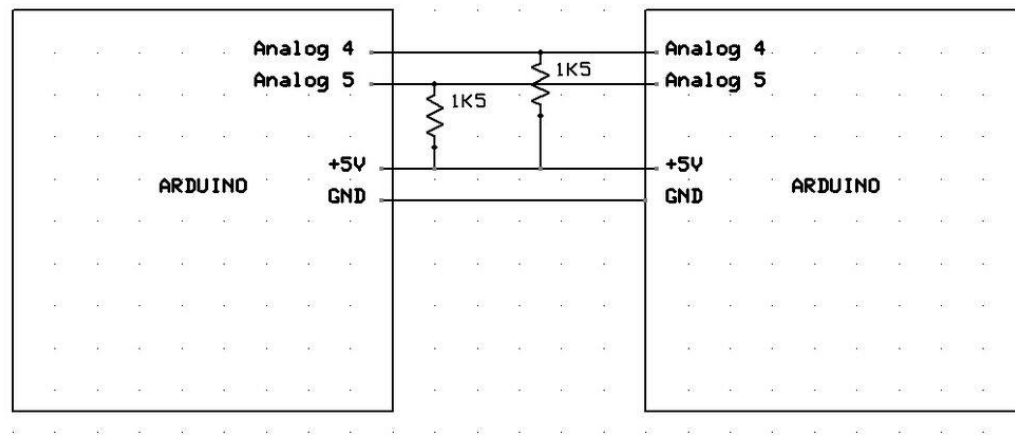 Analog 4
Analog 5
+5V
GND
ARDUINO
1K5
1K5
Analog 4
Analog 5
+5V
GND
ARDUINO